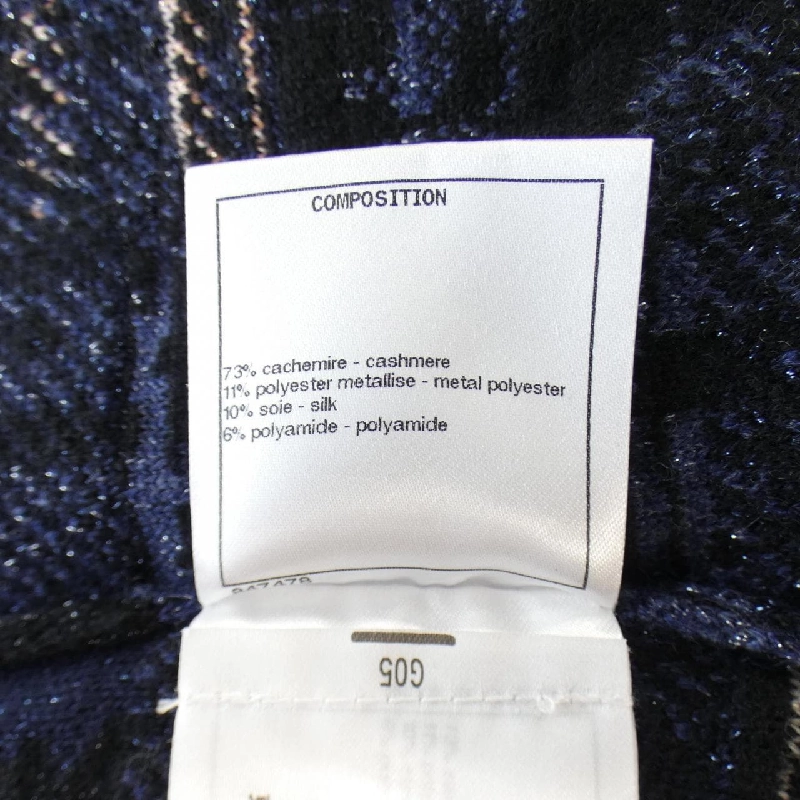 COMPOSITION
73% cachemire - cashmere
11% polyester metallise - metal polyester
10% soie - silk
6% polyamide - polyamide
G05